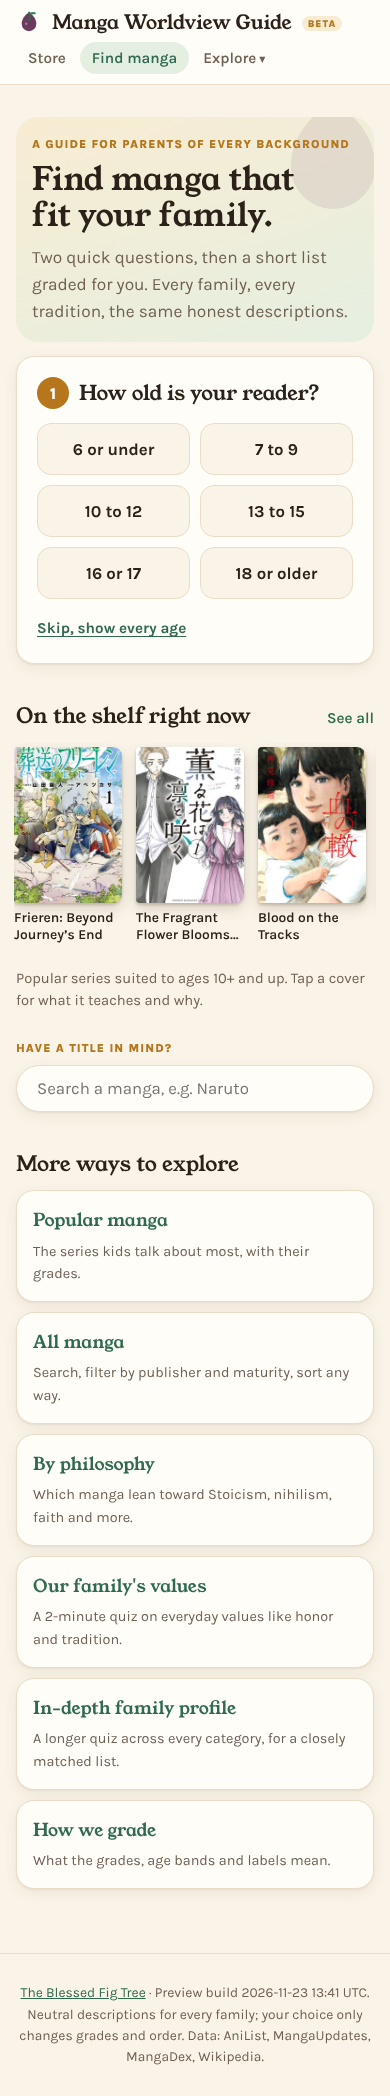 Manga Worldview Guide BETA
Store Find manga Explore ▾
A GUIDE FOR PARENTS OF EVERY BACKGROUND
Find manga that
fit your family.
Two quick questions, then a short list
graded for you. Every family, every
tradition, the same honest descriptions.
1 How old is your reader?
6 or under 7 to 9
10 to 12 13 to 15
16 or 17 18 or older
Skip, show every age
On the shelf right now See all
葬送のフリーレン
1
薫る花は凛と咲く
血の轍
Frieren: Beyond
Journey's End
The Fragrant
Flower Blooms...
Blood on the
Tracks
Popular series suited to ages 10+ and up. Tap a cover
for what it teaches and why.
HAVE A TITLE IN MIND?
Search a manga, e.g. Naruto
More ways to explore
Popular manga
The series kids talk about most, with their
grades.
All manga
Search, filter by publisher and maturity, sort any
way.
By philosophy
Which manga lean toward Stoicism, nihilism,
faith and more.
Our family's values
A 2-minute quiz on everyday values like honor
and tradition.
In-depth family profile
A longer quiz across every category, for a closely
matched list.
How we grade
What the grades, age bands and labels mean.
The Blessed Fig Tree · Preview build 2026-11-23 13:41 UTC.
Neutral descriptions for every family; your choice only
changes grades and order. Data: AniList, MangaUpdates,
MangaDex, Wikipedia.